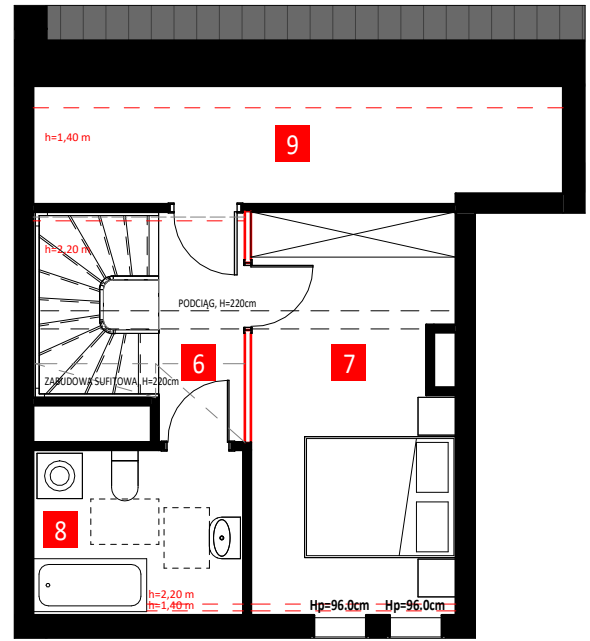 h=1,40 m
9
h=2,20 m
PODCIĄG, H=220cm
6
7
ZABUDOWA SUFITOWA, H=220cm
8
h=2,20 m
h=1,40 m
Hp=96.0cm Hp=96.0cm